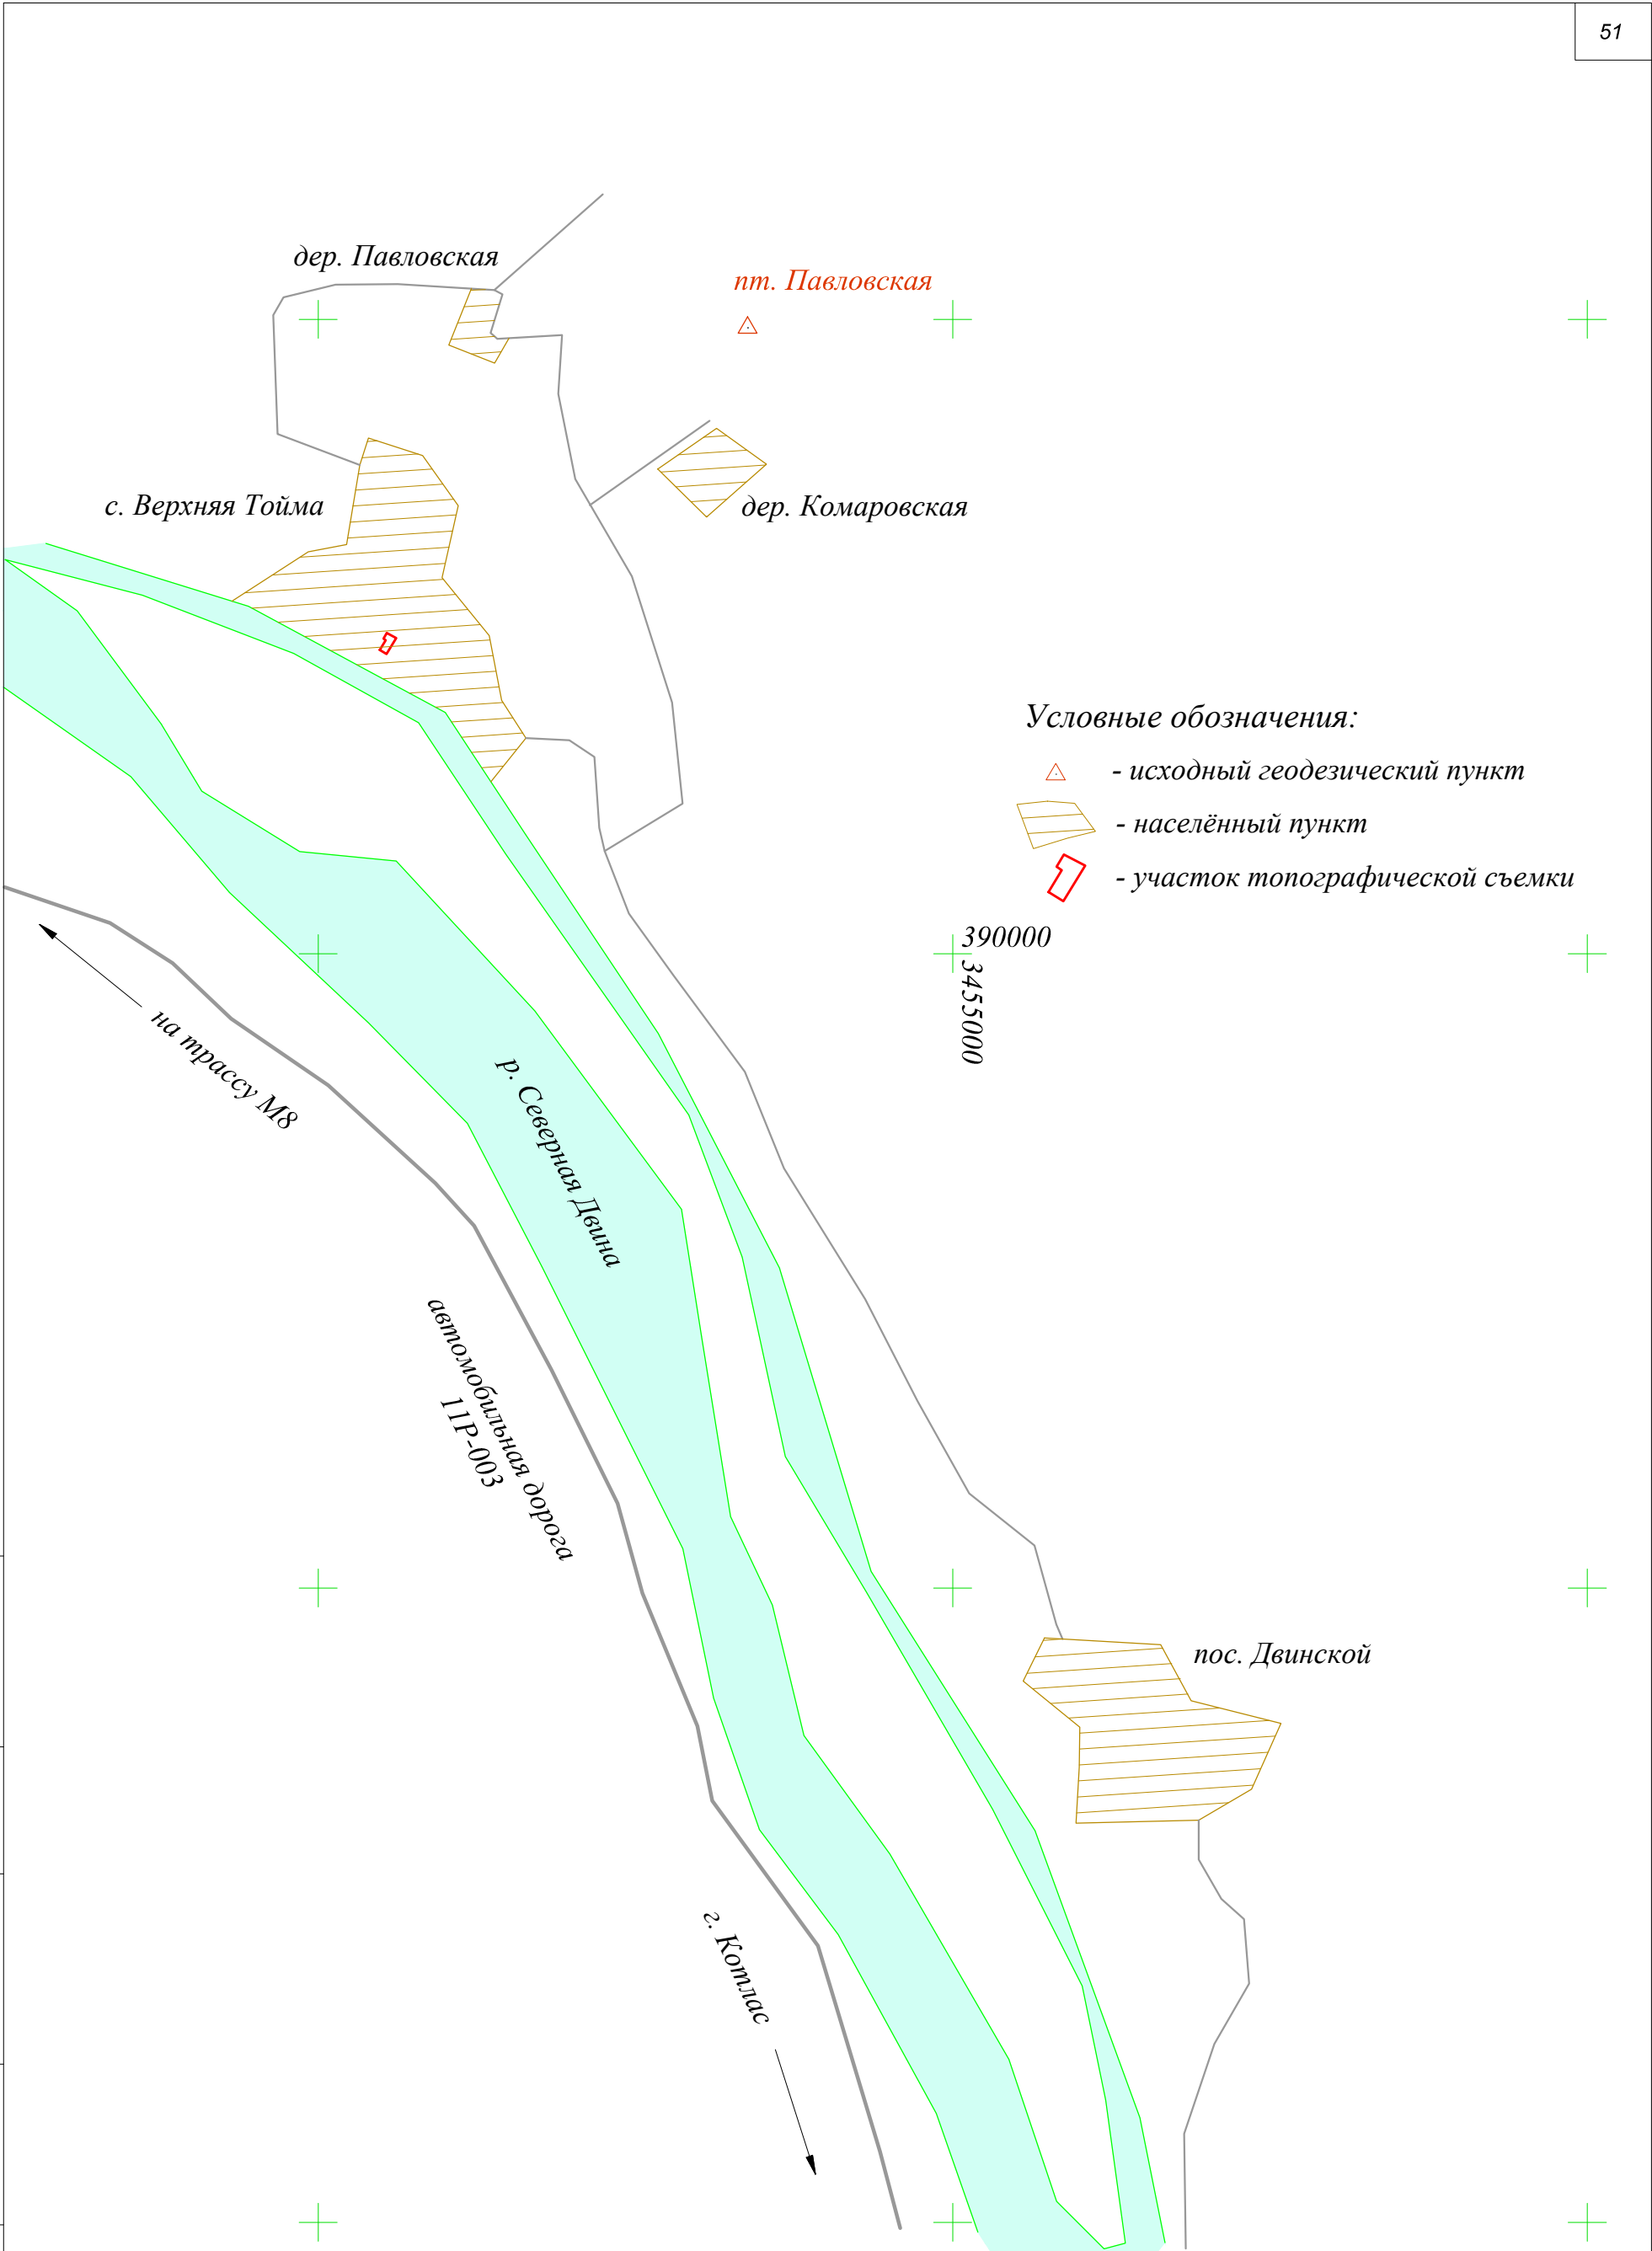 51
дер. Павловская
пт. Павловская
с. Верхняя Тойма
дер. Комаровская
Условные обозначения:
- исходный геодезический пункт
- населённый пункт
- участок топографической съемки
390000
3455000
на трассу М8
р. Северная Двина
автомобильная дорога
11Р-003
пос. Двинской
г. Котлас